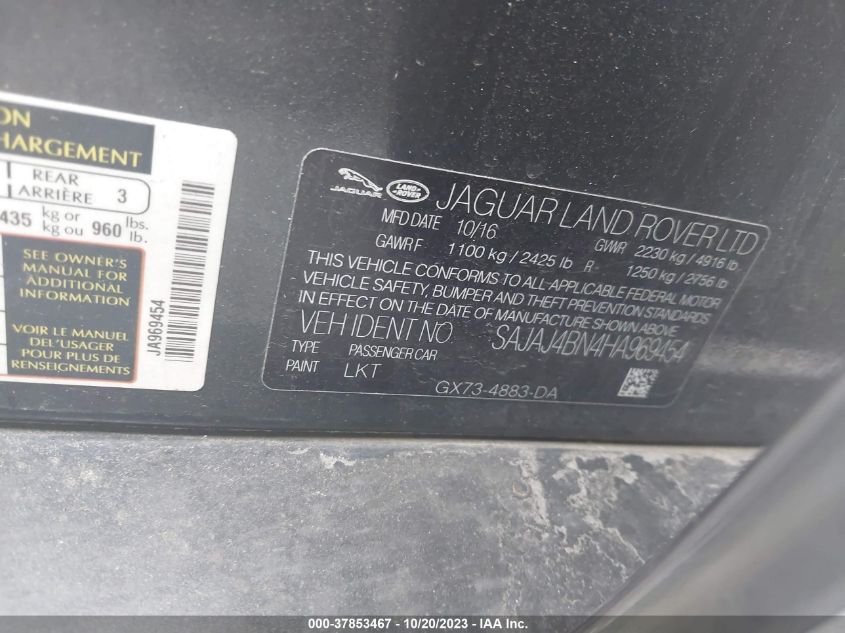 ON
HARGEMENT
REAR
ARRIÈRE 3
435 kg or
kg ou 960 lbs.
lb.
SEE OWNER'S
MANUAL FOR
ADDITIONAL
INFORMATION
VOIR LE MANUEL
DEL'USAGER
POUR PLUS DE
RENSEIGNEMENTS
JA969454
JAGUAR
LAND ROVER
JAGUAR LAND ROVER LTD
MFD DATE 10/16 GVWR 2230 kg / 4916 lb
GAWR F 1100 kg / 2425 lb R 1250 kg / 2756 lb
THIS VEHICLE CONFORMS TO ALL APPLICABLE FEDERAL MOTOR
VEHICLE SAFETY, BUMPER AND THEFT PREVENTION STANDARDS
IN EFFECT ON THE DATE OF MANUFACTURE SHOWN ABOVE.
VEH IDENT NO. SAJAJ4BN4HA969454
TYPE PASSENGER CAR
PAINT LKT
GX73-4883-DA
000-37853467 - 10/20/2023 - IAA Inc.